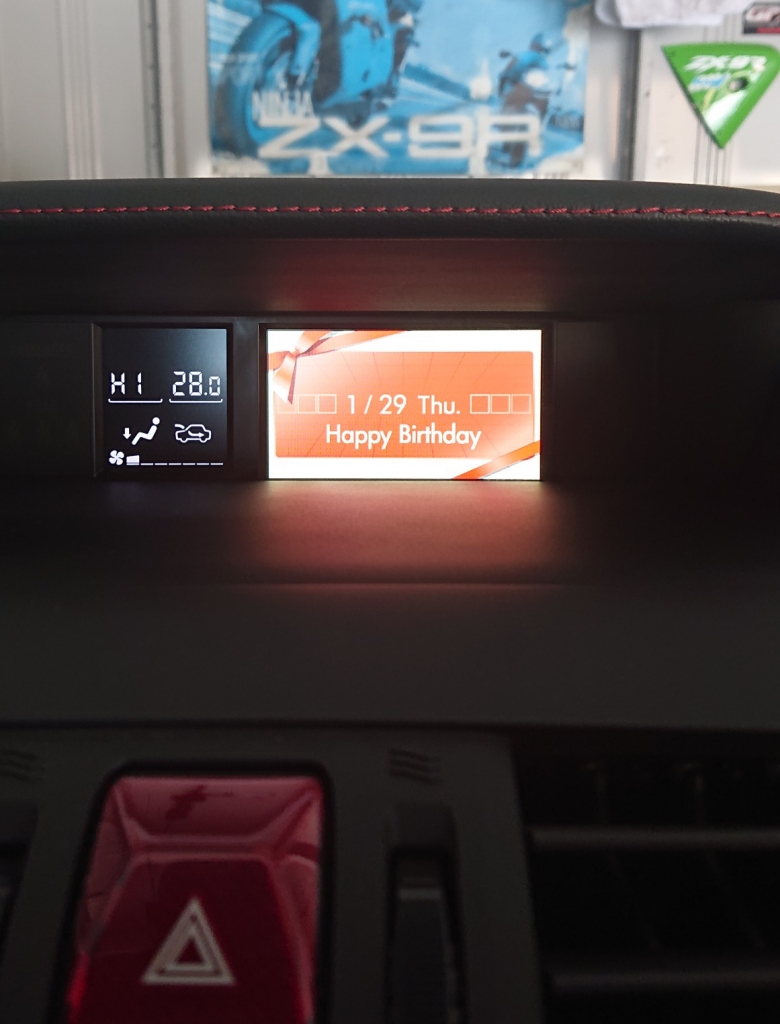 NINJA
ZX-9R
ZX-9R
HI 28.0
□□□ 1 / 29 Thu. □□□
Happy Birthday